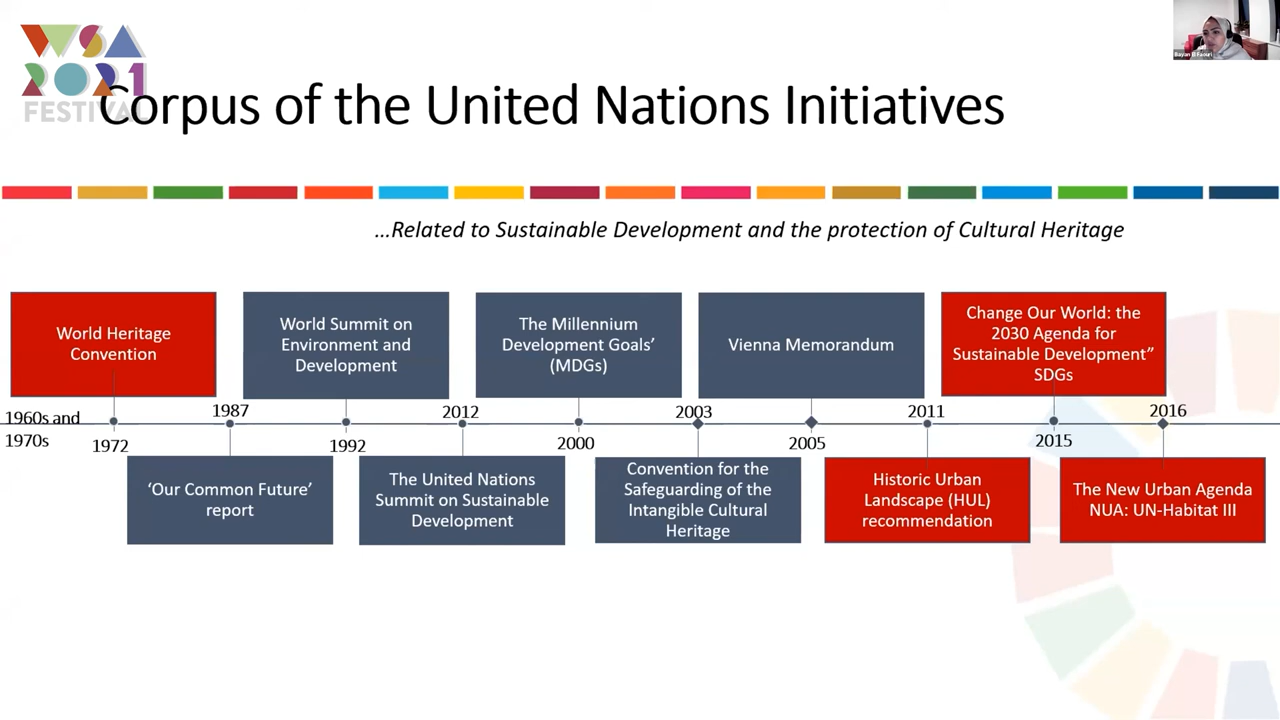 WSA
2021
FESTIVAL
Bayan El Faouri
Corpus of the United Nations Initiatives
...Related to Sustainable Development and the protection of Cultural Heritage
World Heritage
Convention
World Summit on
Environment and
Development
The Millennium
Development Goals’
(MDGs)
Vienna Memorandum
Change Our World: the
2030 Agenda for
Sustainable Development”
SDGs
1960s and
1970s
1972
1987
1992
2012
2000
2003
2005
2011
2015
2016
‘Our Common Future’
report
The United Nations
Summit on Sustainable
Development
Convention for the
Safeguarding of the
Intangible Cultural
Heritage
Historic Urban
Landscape (HUL)
recommendation
The New Urban Agenda
NUA: UN-Habitat III